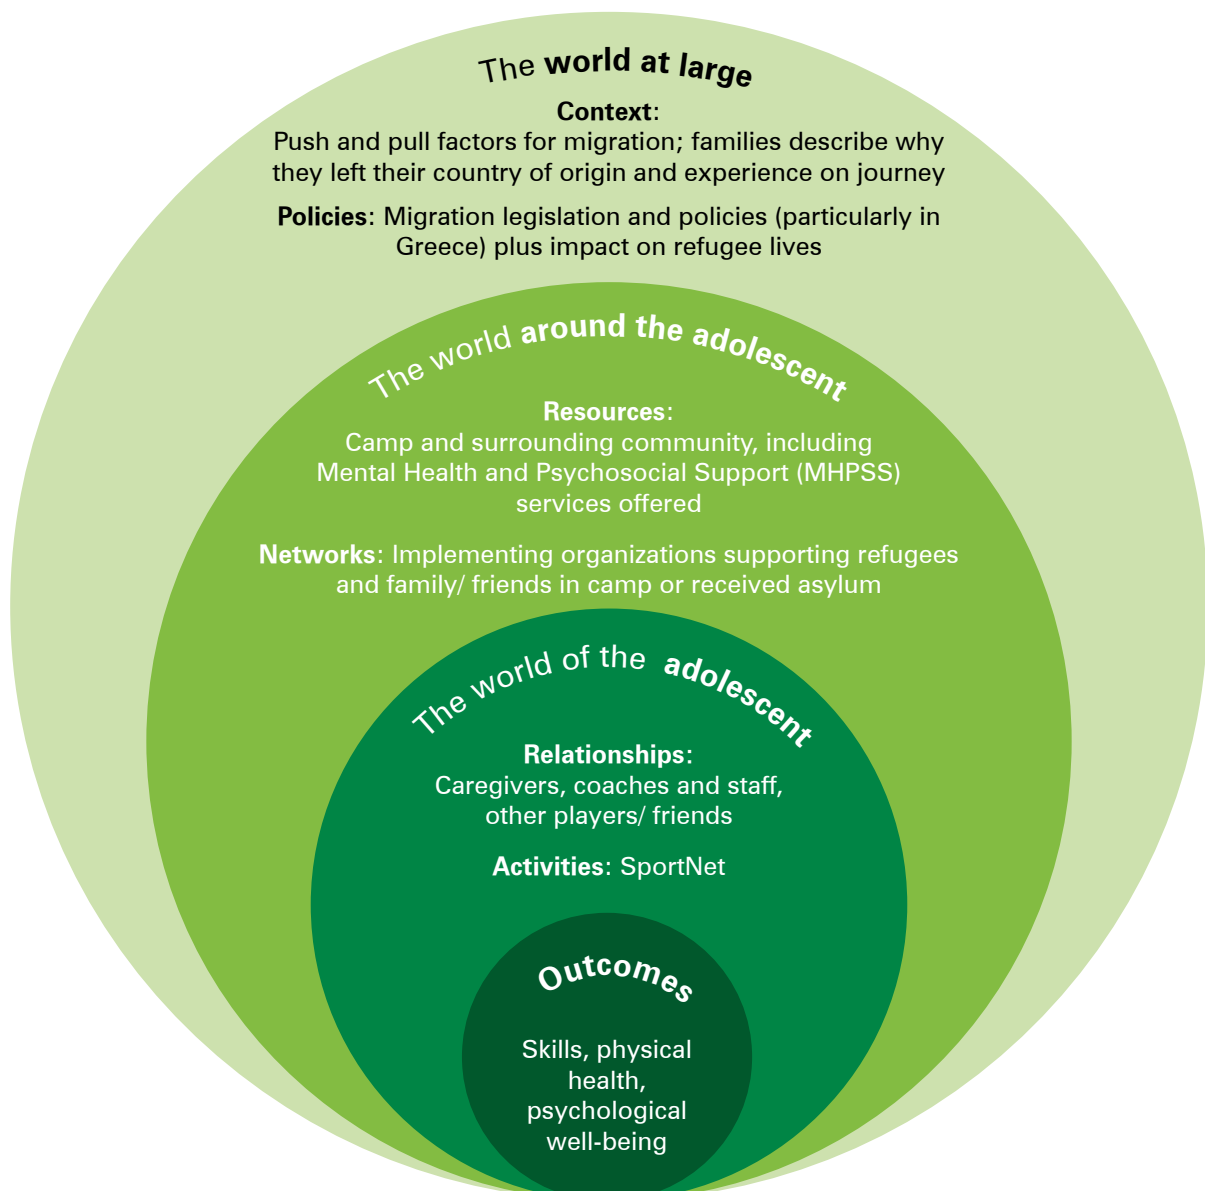 The world at large
Context:
Push and pull factors for migration; families describe why
they left their country of origin and experience on journey
Policies: Migration legislation and policies (particularly in
Greece) plus impact on refugee lives
The world around the adolescent
Resources:
Camp and surrounding community, including
Mental Health and Psychosocial Support (MHPSS)
services offered
Networks: Implementing organizations supporting refugees
and family/ friends in camp or received asylum
The world of the adolescent
Relationships:
Caregivers, coaches and staff,
other players/ friends
Activities: SportNet
Outcomes
Skills, physical
health,
psychological
well-being